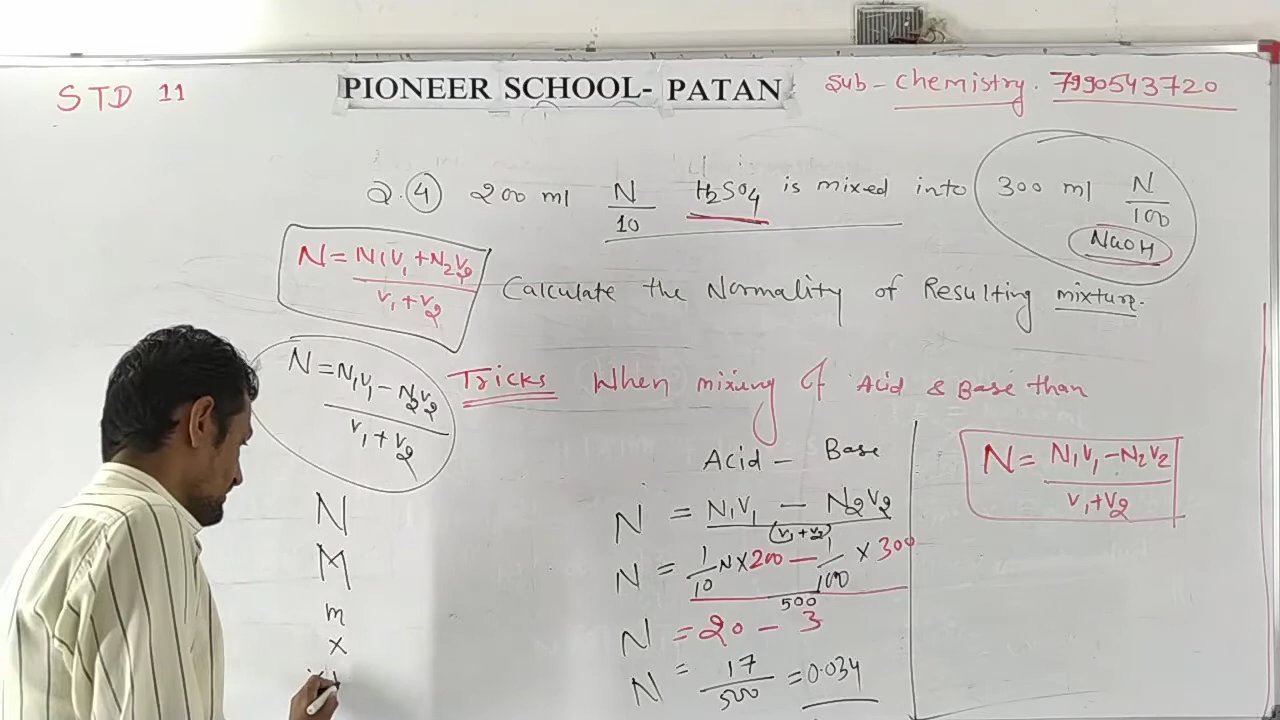 STD 11
PIONEER SCHOOL- PATAN
Sub - Chemistry. 7990543720
Q.④ 200 ml N/10 H₂SO₄ is mixed into 300 ml N/100 NaOH
N = N₁V₁ + N₂V₂ / V₁ + V₂
Calculate the Normality of Resulting mixture.
N = N₁V₁ - N₂V₂ / V₁ + V₂
Tricks When mixing of Acid & Base than
Acid - Base
N = N₁V₁ - N₂V₂ / (V₁ + V₂)
N = 1/10 N × 200 - 1/100 × 300 / 500
N = 20 - 3
N = 17/500 = 0.034
N = N₁V₁ - N₂V₂ / V₁ + V₂
N
M
m
x